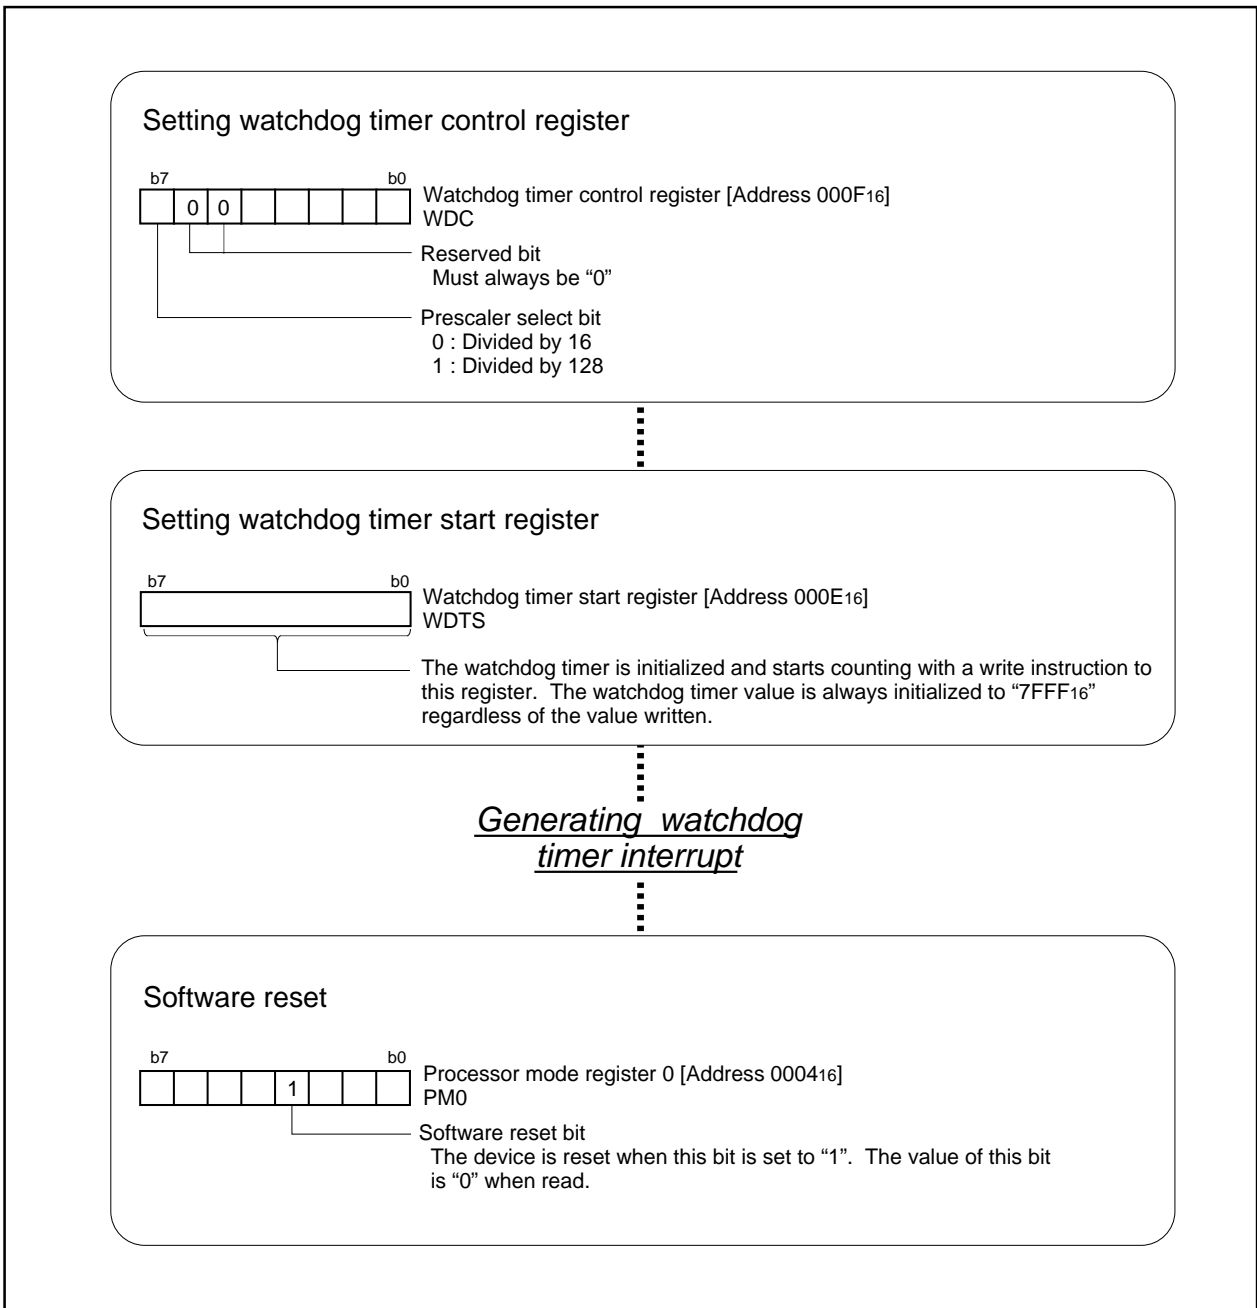 Setting watchdog timer control register
b7 b0
0 0
Watchdog timer control register [Address 000F16]
WDC
Reserved bit
Must always be “0”
Prescaler select bit
0 : Divided by 16
1 : Divided by 128
Setting watchdog timer start register
b7 b0
Watchdog timer start register [Address 000E16]
WDTS
The watchdog timer is initialized and starts counting with a write instruction to
this register. The watchdog timer value is always initialized to “7FFF16”
regardless of the value written.
Generating watchdog
timer interrupt
Software reset
b7 b0
1
Processor mode register 0 [Address 000416]
PM0
Software reset bit
The device is reset when this bit is set to “1”. The value of this bit
is “0” when read.